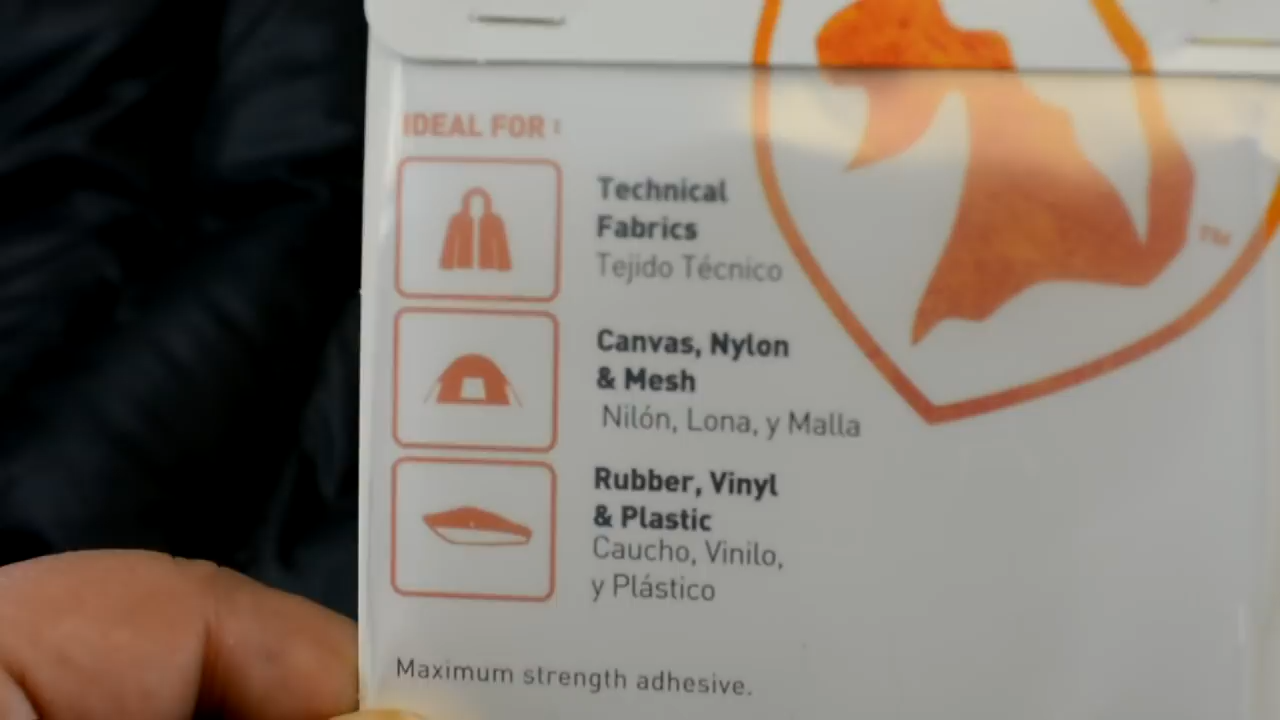 IDEAL FOR :
Technical
Fabrics
Tejido Técnico
Canvas, Nylon
& Mesh
Nilón, Lona, y Malla
Rubber, Vinyl
& Plastic
Caucho, Vinilo,
y Plástico
Maximum strength adhesive.
TM